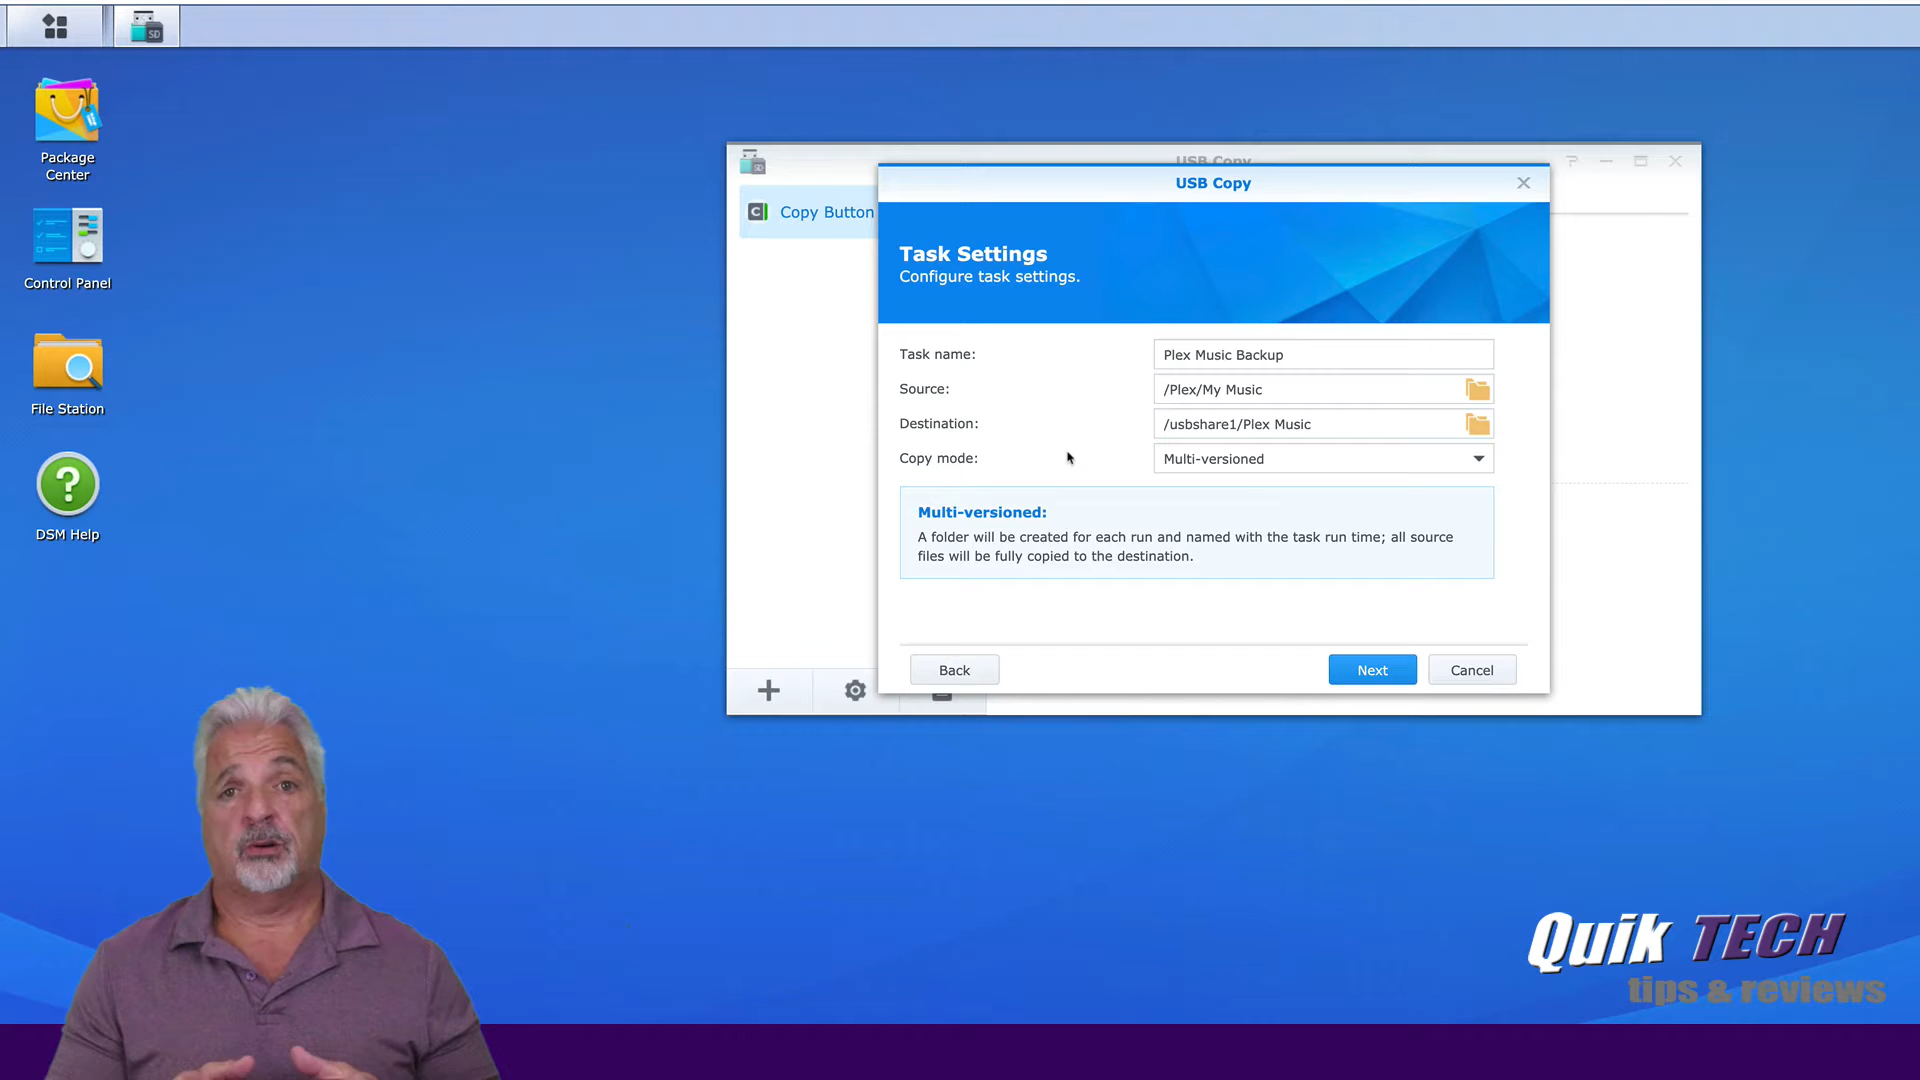 SD
Package
Center
Control Panel
File Station
DSM Help
USB Copy
Copy Button
USB Copy
Task Settings
Configure task settings.
Task name:
Plex Music Backup
Source:
/Plex/My Music
Destination:
/usbshare1/Plex Music
Copy mode:
Multi-versioned
Multi-versioned:
A folder will be created for each run and named with the task run time; all source
files will be fully copied to the destination.
Back
Next
Cancel
Quik TECH
tips & reviews